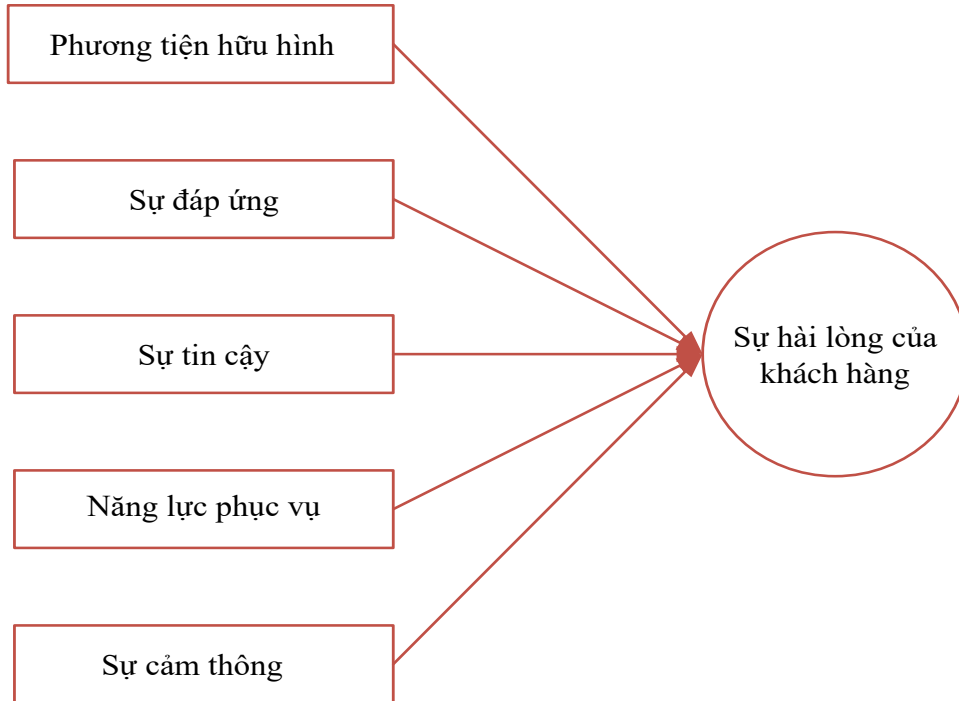 Phương tiện hữu hình
Sự đáp ứng
Sự tin cậy
Năng lực phục vụ
Sự cảm thông
Sự hài lòng của
khách hàng